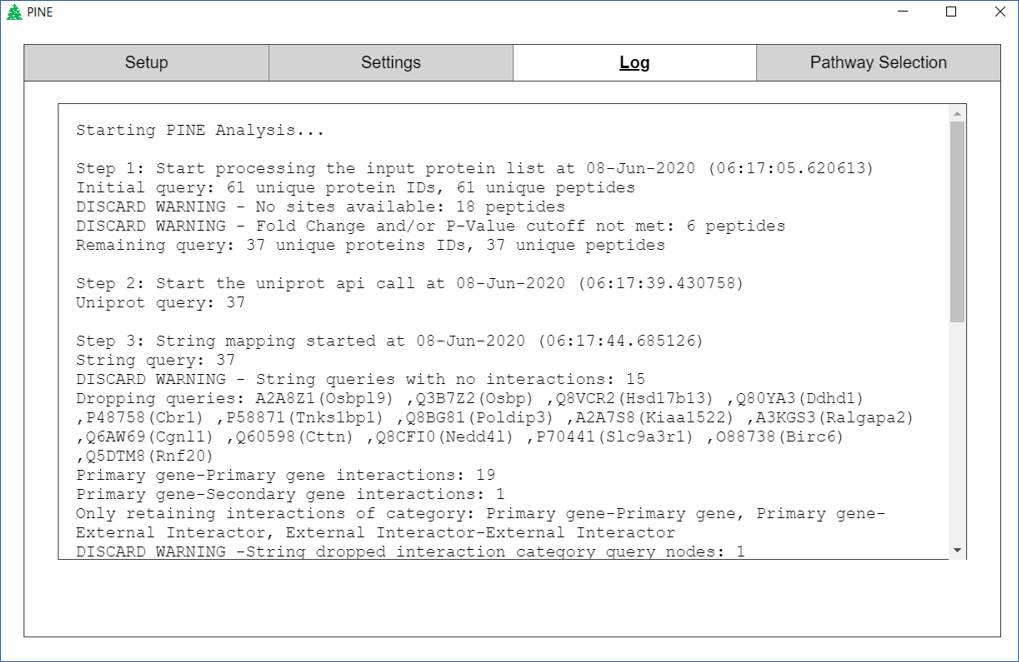 PINE
Setup
Settings
Log
Pathway Selection
Starting PINE Analysis...
Step 1: Start processing the input protein list at 08-Jun-2020 (06:17:05.620613)
Initial query: 61 unique protein IDs, 61 unique peptides
DISCARD WARNING - No sites available: 18 peptides
DISCARD WARNING - Fold Change and/or P-Value cutoff not met: 6 peptides
Remaining query: 37 unique proteins IDs, 37 unique peptides
Step 2: Start the uniprot api call at 08-Jun-2020 (06:17:39.430758)
Uniprot query: 37
Step 3: String mapping started at 08-Jun-2020 (06:17:44.685126)
String query: 37
DISCARD WARNING - String queries with no interactions: 15
Dropping queries: A2A8Z1(Osbpl9) ,Q3B7Z2(Osbp) ,Q8VCR2(Hsd17b13) ,Q80YA3(Ddhd1)
,P48758(Cbr1) ,P58871(Tnks1bp1) ,Q8BG81(Poldip3) ,A2A7S8(Kiaa1522) ,A3KGS3(Ralgapa2)
,Q6AW69(Cgnl1) ,Q60598(Cttn) ,Q8CFI0(Nedd4l) ,P70441(Slc9a3r1) ,O88738(Birc6)
,Q5DTM8(Rnf20)
Primary gene-Primary gene interactions: 19
Primary gene-Secondary gene interactions: 1
Only retaining interactions of category: Primary gene-Primary gene, Primary gene-
External Interactor, External Interactor-External Interactor
DISCARD WARNING -String dropped interaction category query nodes: 1